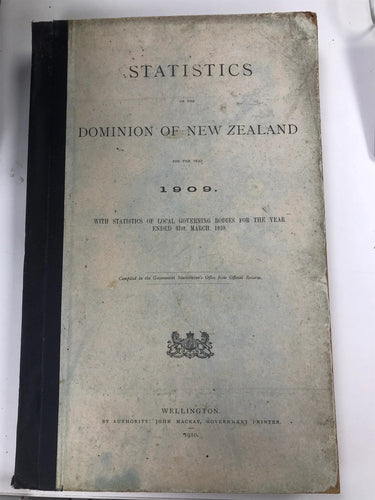 STATISTICS
OF THE
DOMINION OF NEW ZEALAND
FOR THE YEAR
1909.
WITH STATISTICS OF LOCAL GOVERNING BODIES FOR THE YEAR
ENDED 31ST MARCH, 1910.
Compiled in the Government Statistician's Office from Official Returns.
WELLINGTON.
BY AUTHORITY: JOHN MACKAY, GOVERNMENT PRINTER.
1910.